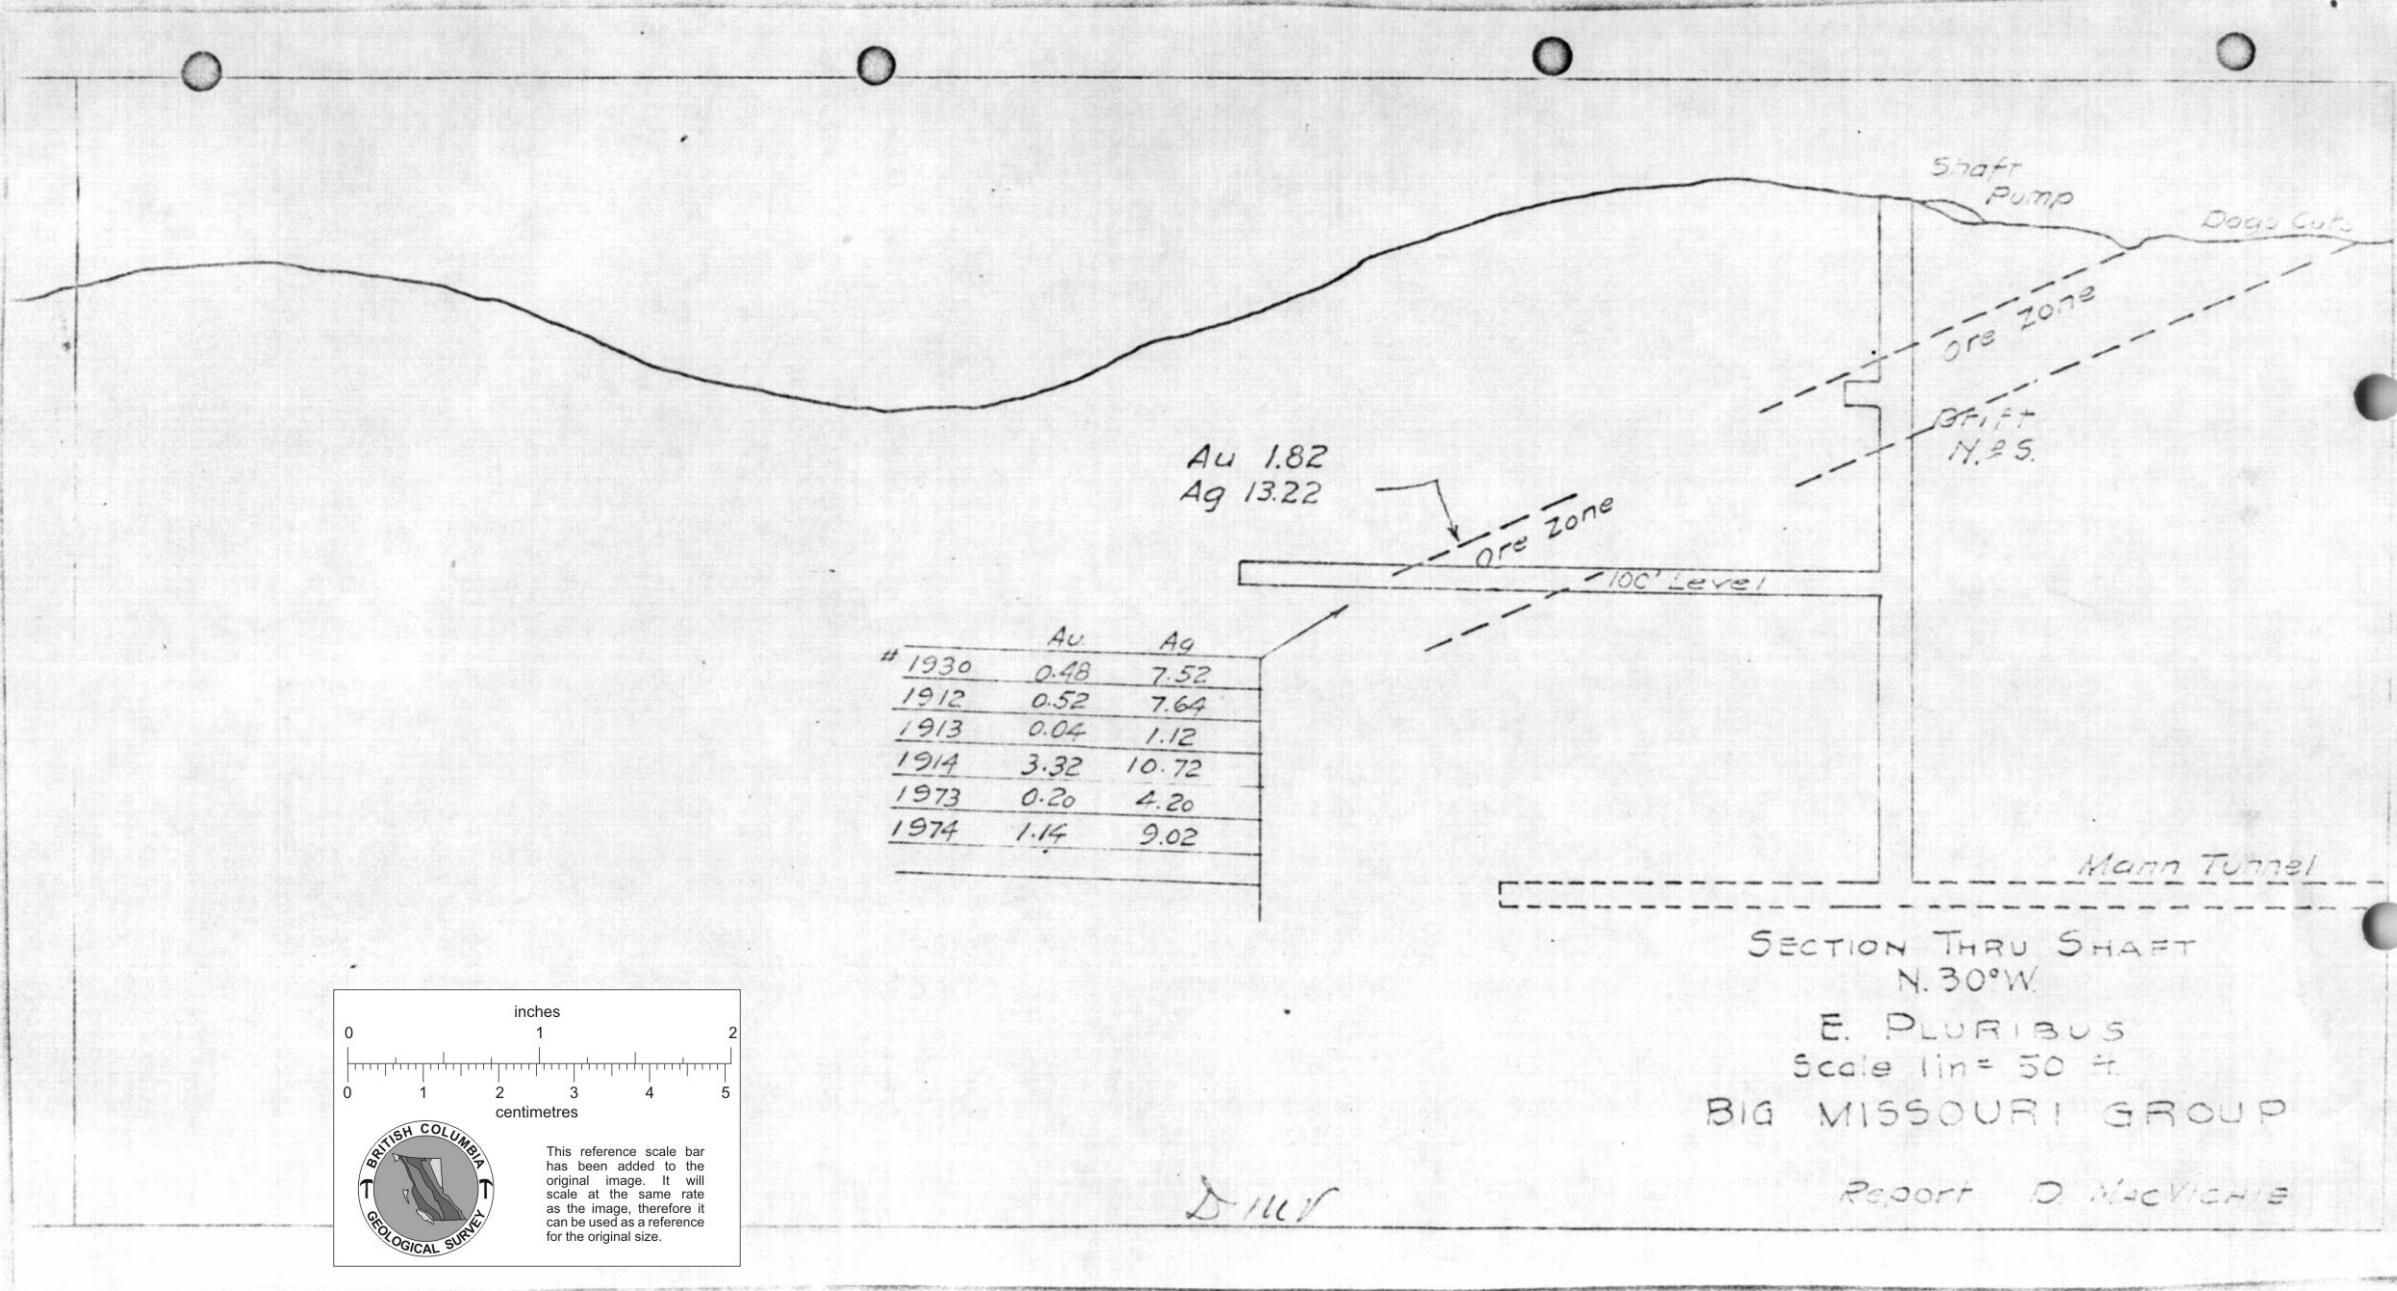 Shaft
Pump
Dago Cuts
Ore Zone
Drift
N.º S.
Au 1.82
Ag 13.22
Ore Zone
100' Level
Au Ag
# 1930 0.48 7.52
1912 0.52 7.64
1913 0.04 1.12
1914 3.32 10.72
1973 0.20 4.20
1974 1.14 9.02
Mann Tunnel
SECTION THRU SHAFT
N. 30° W.
E. PLURIBUS
Scale 1in = 50 ft.
BIG MISSOURI GROUP
Report D. MACVICHIE
inches
0 1 2
0 1 2 3 4 5
centimetres
BRITISH COLUMBIA
GEOLOGICAL SURVEY
This reference scale bar
has been added to the
original image. It will
scale at the same rate
as the image, therefore it
can be used as a reference
for the original size.